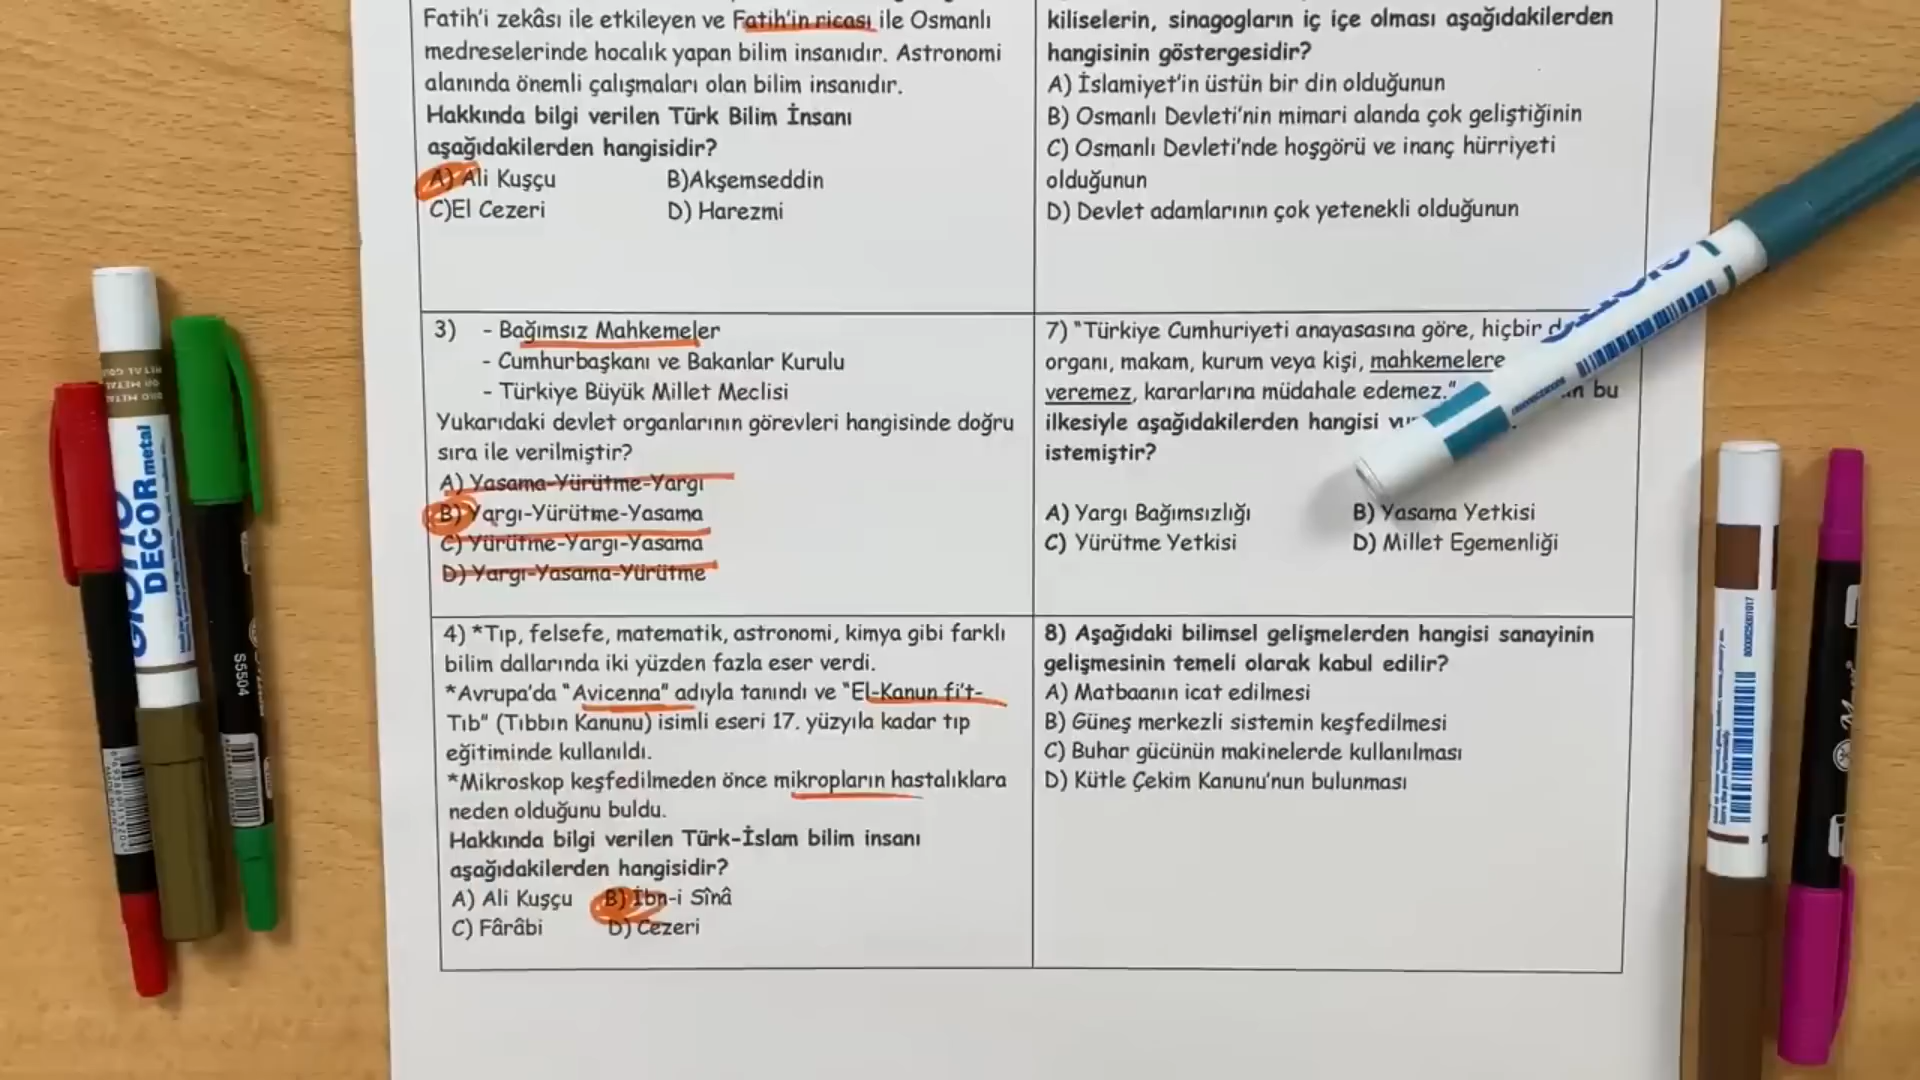 Fatih'i zekâsı ile etkileyen ve Fatih'in ricası ile Osmanlı
medreselerinde hocalık yapan bilim insanıdır. Astronomi
alanında önemli çalışmaları olan bilim insanıdır.
Hakkında bilgi verilen Türk Bilim İnsanı
aşağıdakilerden hangisidir?
A) Ali Kuşçu B)Akşemseddin
C)El Cezeri D) Harezmi
3) - Bağımsız Mahkemeler
- Cumhurbaşkanı ve Bakanlar Kurulu
- Türkiye Büyük Millet Meclisi
Yukarıdaki devlet organlarının görevleri hangisinde doğru
sıra ile verilmiştir?
A) Yasama-Yürütme-Yargı
B) Yargı-Yürütme-Yasama
C) Yürütme-Yargı-Yasama
D) Yargı-Yasama-Yürütme
4) *Tıp, felsefe, matematik, astronomi, kimya gibi farklı
bilim dallarında iki yüzden fazla eser verdi.
*Avrupa'da "Avicenna" adıyla tanındı ve "El-Kanun fi't-
Tıb" (Tıbbın Kanunu) isimli eseri 17. yüzyıla kadar tıp
eğitiminde kullanıldı.
*Mikroskop keşfedilmeden önce mikropların hastalıklara
neden olduğunu buldu.
Hakkında bilgi verilen Türk-İslam bilim insanı
aşağıdakilerden hangisidir?
A) Ali Kuşçu B) İbn-i Sînâ
C) Fârâbi D) Cezeri
kiliselerin, sinagogların iç içe olması aşağıdakilerden
hangisinin göstergesidir?
A) İslamiyet'in üstün bir din olduğunun
B) Osmanlı Devleti'nin mimari alanda çok geliştiğinin
C) Osmanlı Devleti'nde hoşgörü ve inanç hürriyeti
olduğunun
D) Devlet adamlarının çok yetenekli olduğunun
7) "Türkiye Cumhuriyeti anayasasına göre, hiçbir
organı, makam, kurum veya kişi, mahkemelere
veremez, kararlarına müdahale edemez." bu
ilkesiyle aşağıdakilerden hangisi
istemiştir?
A) Yargı Bağımsızlığı B) Yasama Yetkisi
C) Yürütme Yetkisi D) Millet Egemenliği
8) Aşağıdaki bilimsel gelişmelerden hangisi sanayinin
gelişmesinin temeli olarak kabul edilir?
A) Matbaanın icat edilmesi
B) Güneş merkezli sistemin keşfedilmesi
C) Buhar gücünün makinelerde kullanılması
D) Kütle Çekim Kanunu'nun bulunması
DECOR metal
S5504